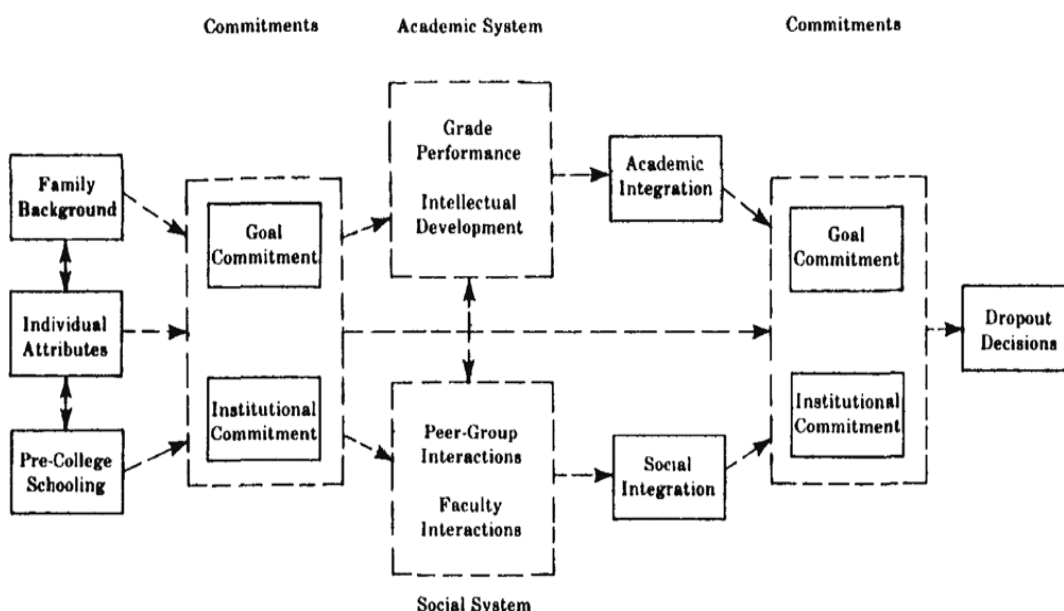 Commitments
Academic System
Commitments
Family
Background
Individual
Attributes
Pre-College
Schooling
Goal
Commitment
Institutional
Commitment
Grade
Performance
Intellectual
Development
Peer-Group
Interactions
Faculty
Interactions
Social System
Academic
Integration
Social
Integration
Goal
Commitment
Institutional
Commitment
Dropout
Decisions